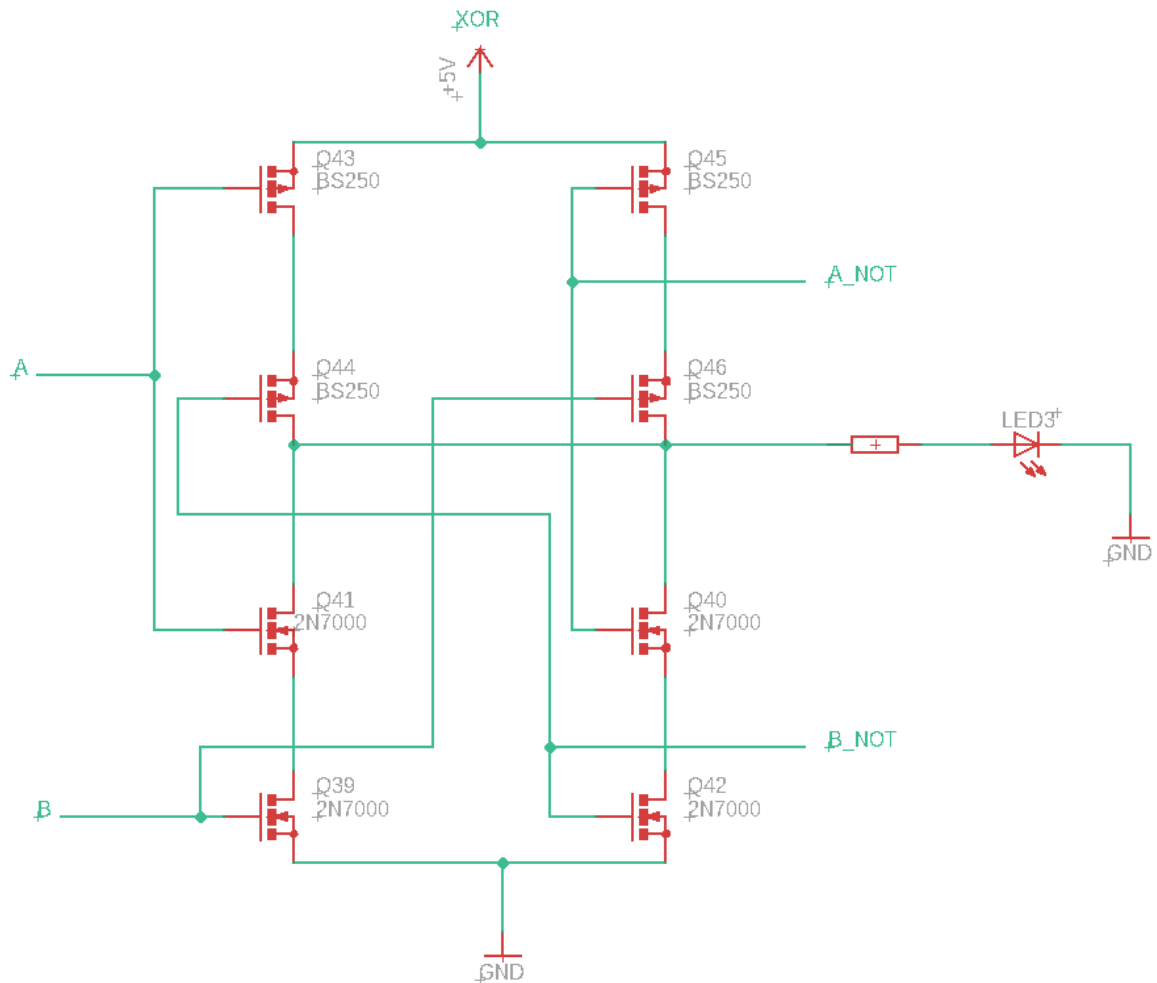 XOR
+5V
Q43
BS250
Q45
BS250
A_NOT
A
Q44
BS250
Q46
BS250
LED3
GND
Q41
2N7000
Q40
2N7000
B_NOT
B
Q39
2N7000
Q42
2N7000
GND